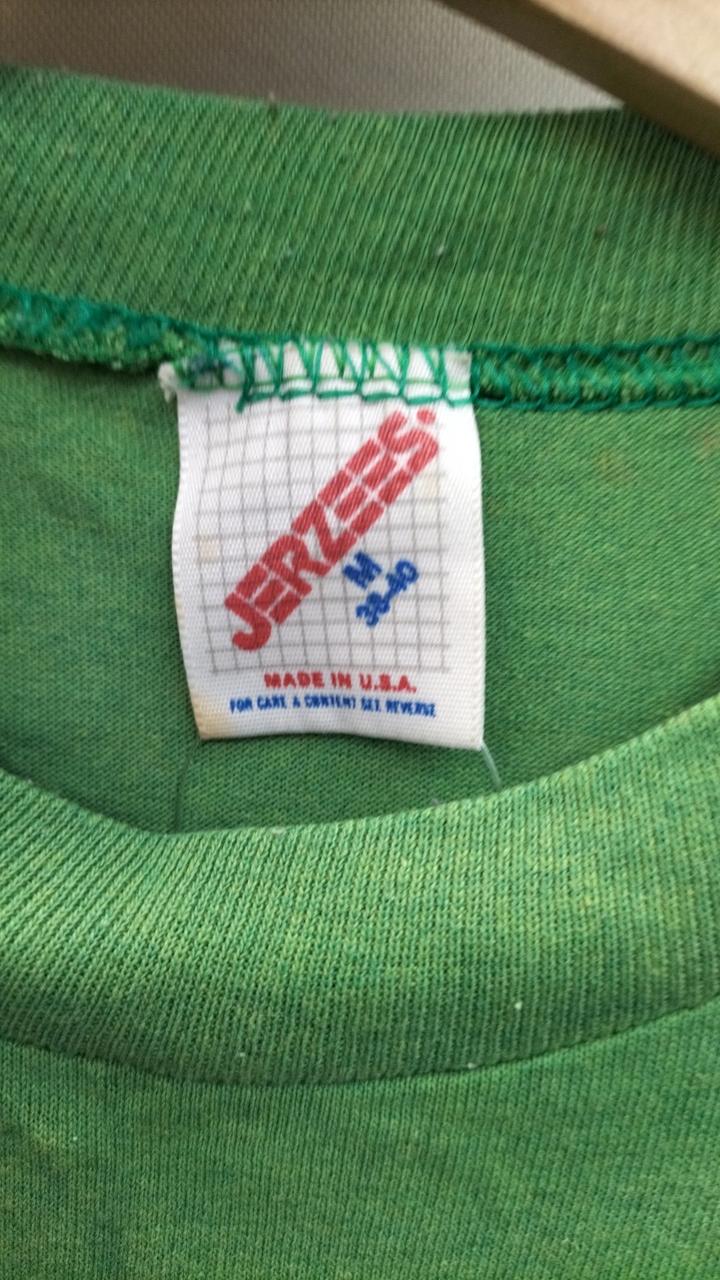 JERZEES.
M
38-40
MADE IN U.S.A.
FOR CARE & CONTENT SEE REVERSE